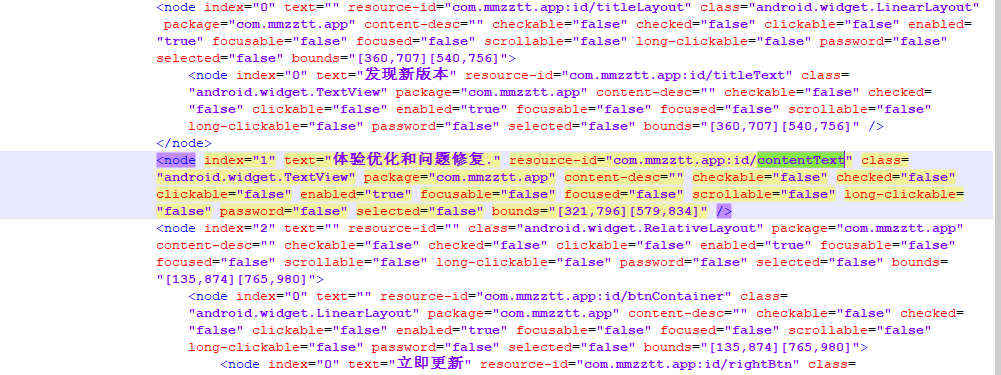 <node index="0" text="" resource-id="com.mmzztt.app:id/titleLayout" class="android.widget.LinearLayout"
package="com.mmzztt.app" content-desc="" checkable="false" checked="false" clickable="false" enabled=
"true" focusable="false" focused="false" scrollable="false" long-clickable="false" password="false"
selected="false" bounds="[360,707][540,756]">
<node index="0" text="发现新版本" resource-id="com.mmzztt.app:id/titleText" class=
"android.widget.TextView" package="com.mmzztt.app" content-desc="" checkable="false" checked=
"false" clickable="false" enabled="true" focusable="false" focused="false" scrollable="false"
long-clickable="false" password="false" selected="false" bounds="[360,707][540,756]" />
</node>
<node index="1" text="体验优化和问题修复." resource-id="com.mmzztt.app:id/contentText" class=
"android.widget.TextView" package="com.mmzztt.app" content-desc="" checkable="false" checked="false"
clickable="false" enabled="true" focusable="false" focused="false" scrollable="false" long-clickable=
"false" password="false" selected="false" bounds="[321,796][579,834]" />
<node index="2" text="" resource-id="" class="android.widget.RelativeLayout" package="com.mmzztt.app"
content-desc="" checkable="false" checked="false" clickable="false" enabled="true" focusable="false"
focused="false" scrollable="false" long-clickable="false" password="false" selected="false" bounds=
"[135,874][765,980]">
<node index="0" text="" resource-id="com.mmzztt.app:id/btnContainer" class=
"android.widget.LinearLayout" package="com.mmzztt.app" content-desc="" checkable="false" checked=
"false" clickable="false" enabled="true" focusable="false" focused="false" scrollable="false"
long-clickable="false" password="false" selected="false" bounds="[135,874][765,980]">
<node index="0" text="立即更新" resource-id="com.mmzztt.app:id/rightBtn" class=